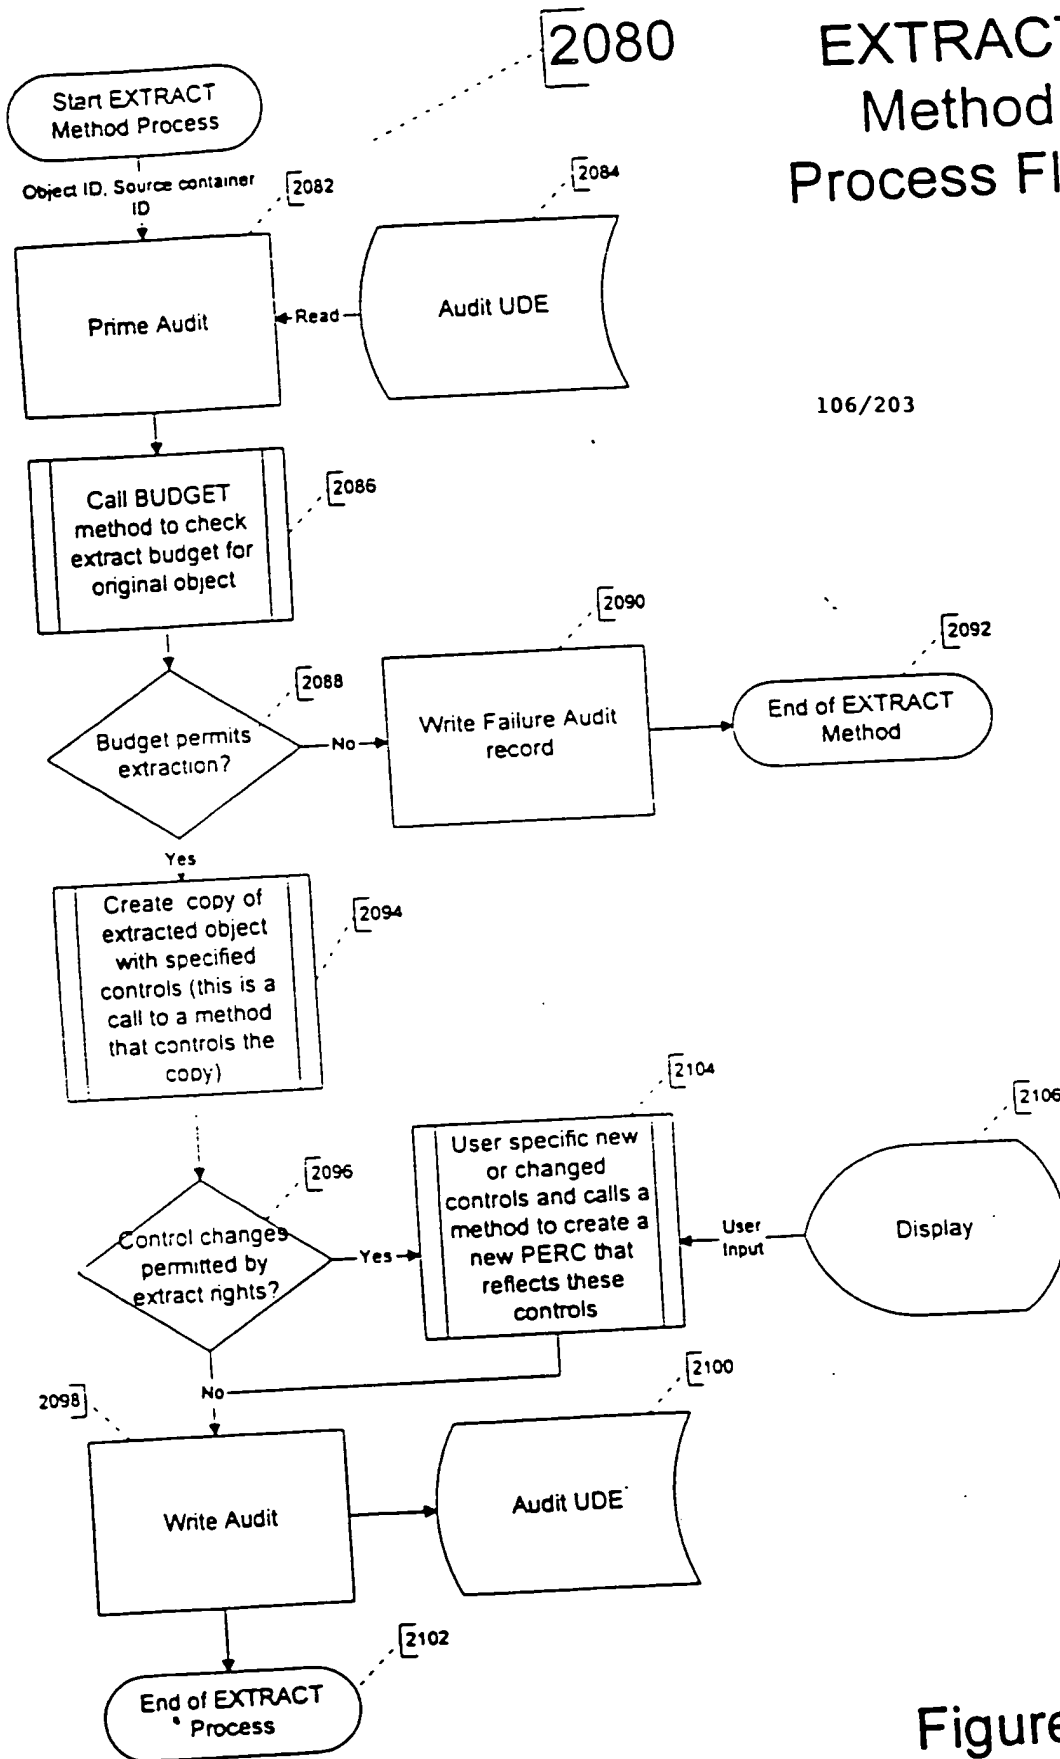 2080
EXTRAC
Method
Process Fl
Start EXTRACT
Method Process
Object ID, Source container
ID
2082
2084
Prime Audit
Read
Audit UDE
106/203
Call BUDGET
method to check
extract budget for
original object
2086
2088
Budget permits
extraction?
No
2090
Write Failure Audit
record
2092
End of EXTRACT
Method
Yes
Create copy of
extracted object
with specified
controls (this is a
call to a method
that controls the
copy)
2094
2096
Control changes
permitted by
extract rights?
Yes
2104
User specific new
or changed
controls and calls a
method to create a
new PERC that
reflects these
controls
User
Input
2106
Display
No
2098
Write Audit
2100
Audit UDE
2102
End of EXTRACT
Process
Figure